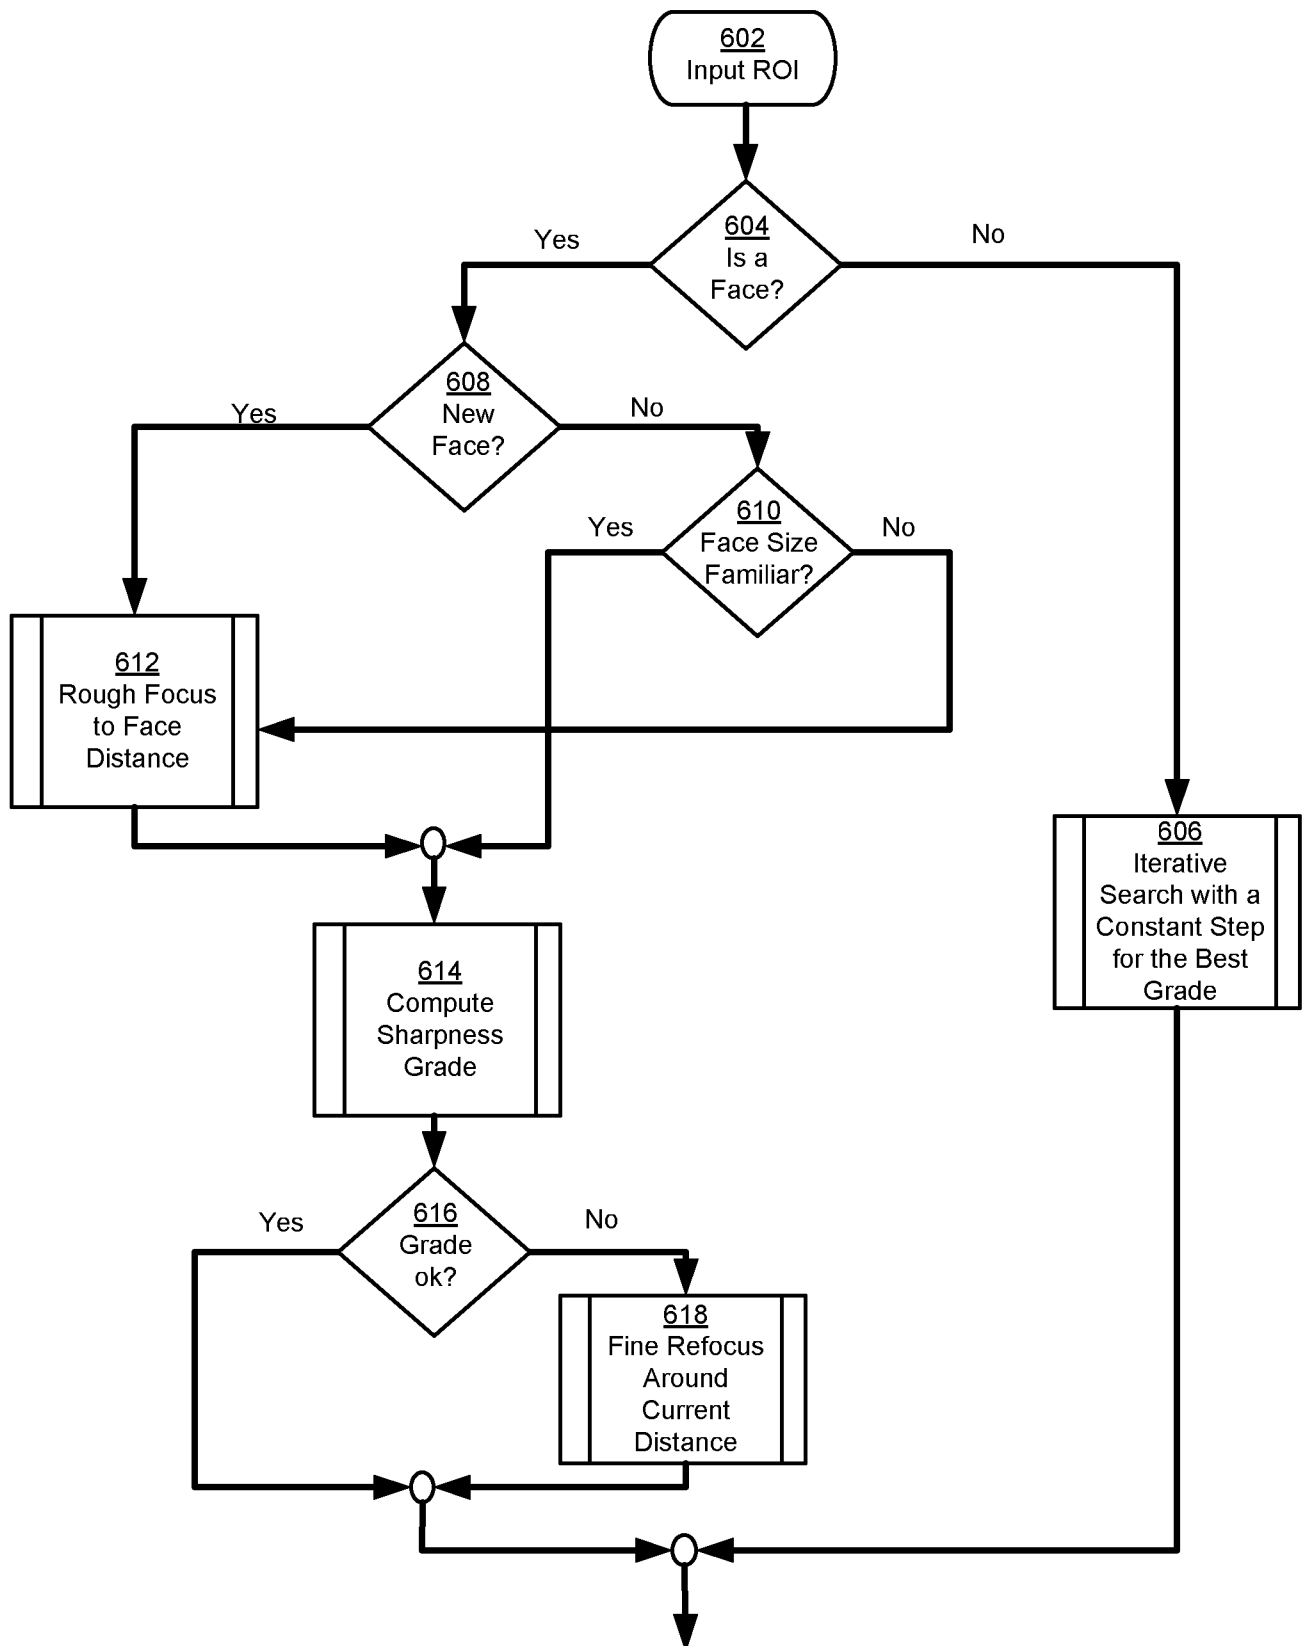 602
Input ROI
604
Is a
Face?
Yes
No
608
New
Face?
Yes
No
610
Face Size
Familiar?
Yes
No
612
Rough Focus
to Face
Distance
606
Iterative
Search with a
Constant Step
for the Best
Grade
614
Compute
Sharpness
Grade
616
Grade
ok?
Yes
No
618
Fine Refocus
Around
Current
Distance